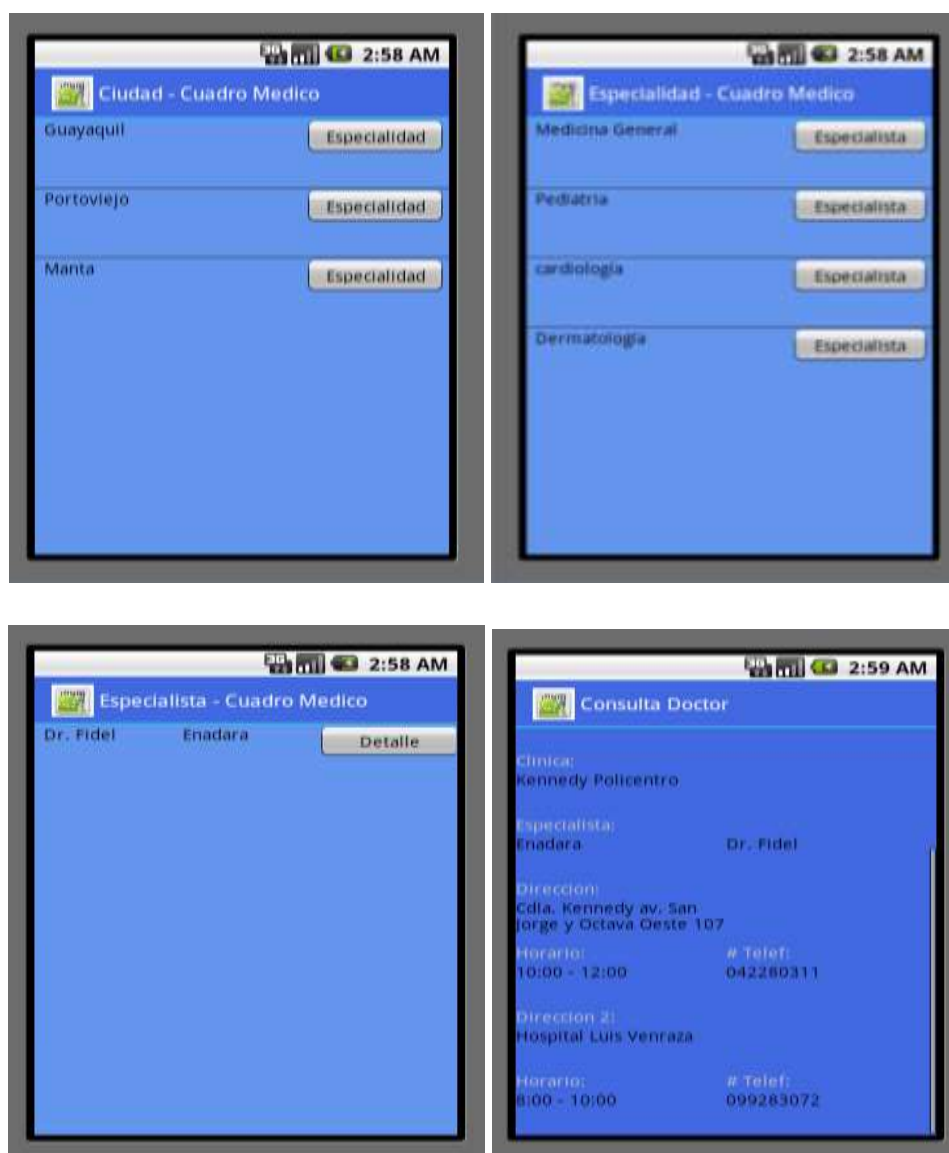 2:58 AM
Ciudad - Cuadro Medico
Guayaquil
Especialidad
Portoviejo
Especialidad
Manta
Especialidad
2:58 AM
Especialidad - Cuadro Medico
Medicina General
Especialista
Pediatria
Especialista
cardiología
Especialista
Dermatología
Especialista
2:58 AM
Especialista - Cuadro Medico
Dr. Fidel Enadara Detalle
2:59 AM
Consulta Doctor
Clinica:
Kennedy Policentro
Especialista:
Enadara Dr. Fidel
Direccion:
Cdla. Kennedy av. San
Jorge y Octava Oeste 107
Horario: # Telef:
10:00 - 12:00 042280311
Direccion 2:
Hospital Luis Venraza
Horario: # Telef:
8:00 - 10:00 099283072